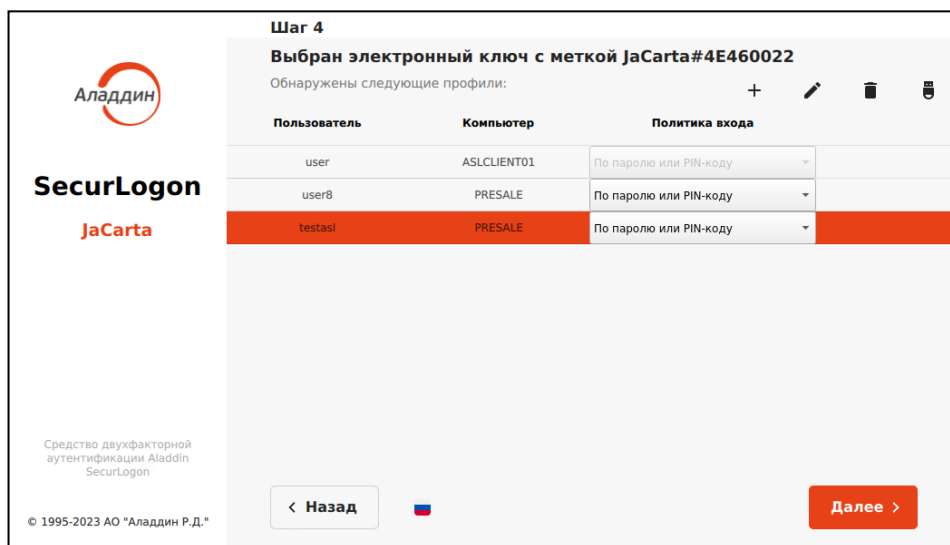 Шаг 4
Выбран электронный ключ с меткой JaCarta#4E460022
Обнаружены следующие профили:
Пользователь Компьютер Политика входа
user ASLCLIENT01 По паролю или PIN-коду
user8 PRESALE По паролю или PIN-коду
testasl PRESALE По паролю или PIN-коду
Аладдин
SecurLogon
JaCarta
Средство двухфакторной
аутентификации Aladdin
SecurLogon
© 1995-2023 АО "Аладдин Р.Д."
Назад
Далее